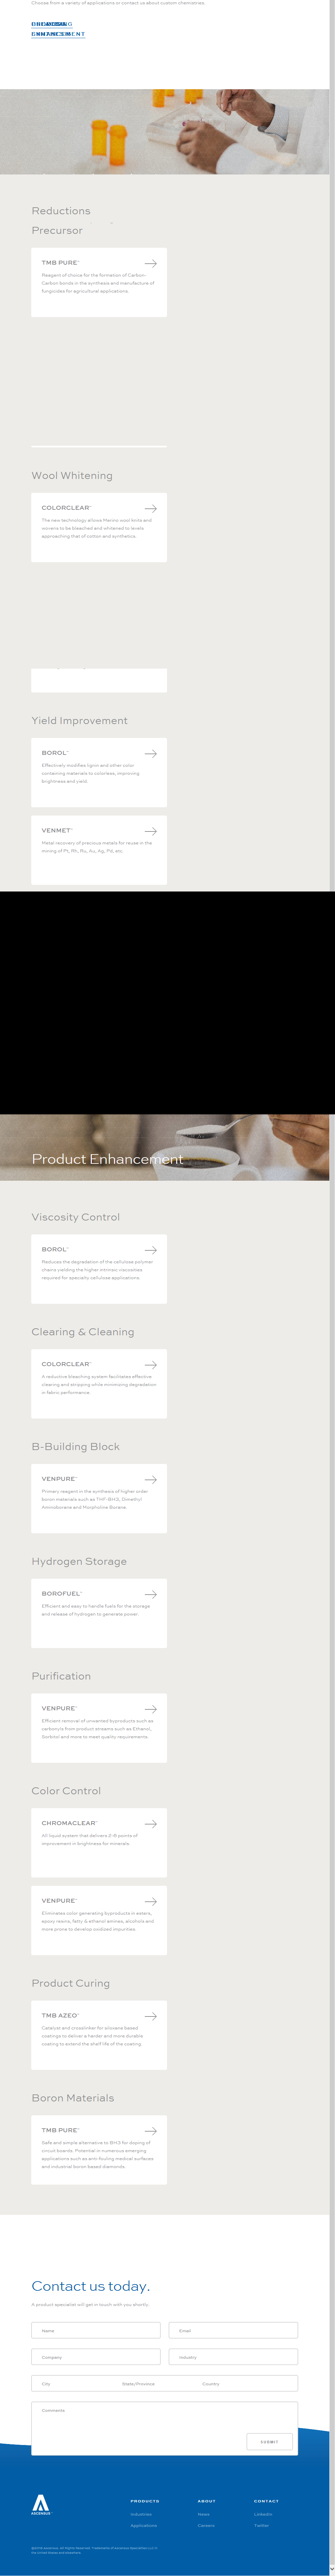 Choose from a variety of applications or contact us about custom chemistries.
ENHANCEMENT
Reductions
Precursor
TMB PURE™
Reagent of choice for the formation of Carbon-
Carbon bonds in the synthesis and manufacture of
fungicides for agricultural applications.
Wool Whitening
COLORCLEAR™
The new technology allows Merino wool knits and
wovens to be bleached and whitened to levels
approaching that of cotton and synthetics.
Yield Improvement
BOROL™
Effectively modifies lignin and other color
containing materials to colorless, improving
brightness and yield.
VENMET™
Metal recovery of precious metals for reuse in the
mining of Pt, Rh, Ru, Au, Ag, Pd, etc.
Product Enhancement
Viscosity Control
BOROL™
Reduces the degradation of the cellulose polymer
chains yielding the higher intrinsic viscosities
required for specialty cellulose applications.
Clearing & Cleaning
COLORCLEAR™
A reductive bleaching system facilitates effective
clearing and stripping while minimizing degradation
in fabric performance.
B-Building Block
VENPURE™
Primary reagent in the synthesis of higher order
boron materials such as THF-BH3, Dimethyl
Aminoborane and Morpholine Borane.
Hydrogen Storage
BOROFUEL™
Efficient and easy to handle fuels for the storage
and release of hydrogen to generate power.
Purification
VENPURE™
Efficient removal of unwanted byproducts such as
carbonyls from product streams such as Ethanol,
Sorbitol and more to meet quality requirements.
Color Control
CHROMACLEAR™
All liquid system that delivers 2-6 points of
improvement in brightness for minerals.
VENPURE™
Eliminates color generating byproducts in esters,
epoxy resins, fatty & ethanol amines, alcohols and
more prone to develop oxidized impurities.
Product Curing
TMB AZEO™
Catalyst and crosslinker for siloxane based
coatings to deliver a harder and more durable
coating to extend the shelf life of the coating.
Boron Materials
TMB PURE™
Safe and simple alternative to BH3 for doping of
circuit boards. Potential in numerous emerging
applications such as anti fouling medical surfaces
and industrial boron based diamonds.
Contact us today.
A product specialist will get in touch with you shortly.
Name
Email
Company
Industry
City
State/Province
Country
Comments
SUBMIT
ASCENSUS™
PRODUCTS
ABOUT
CONTACT
Industries
News
LinkedIn
Applications
Careers
Twitter